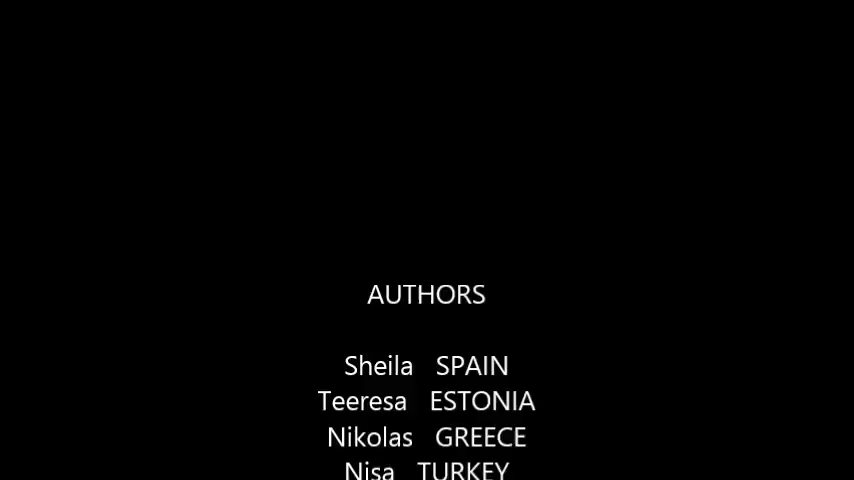 AUTHORS
Sheila SPAIN
Teeresa ESTONIA
Nikolas GREECE
Nisa TURKEY